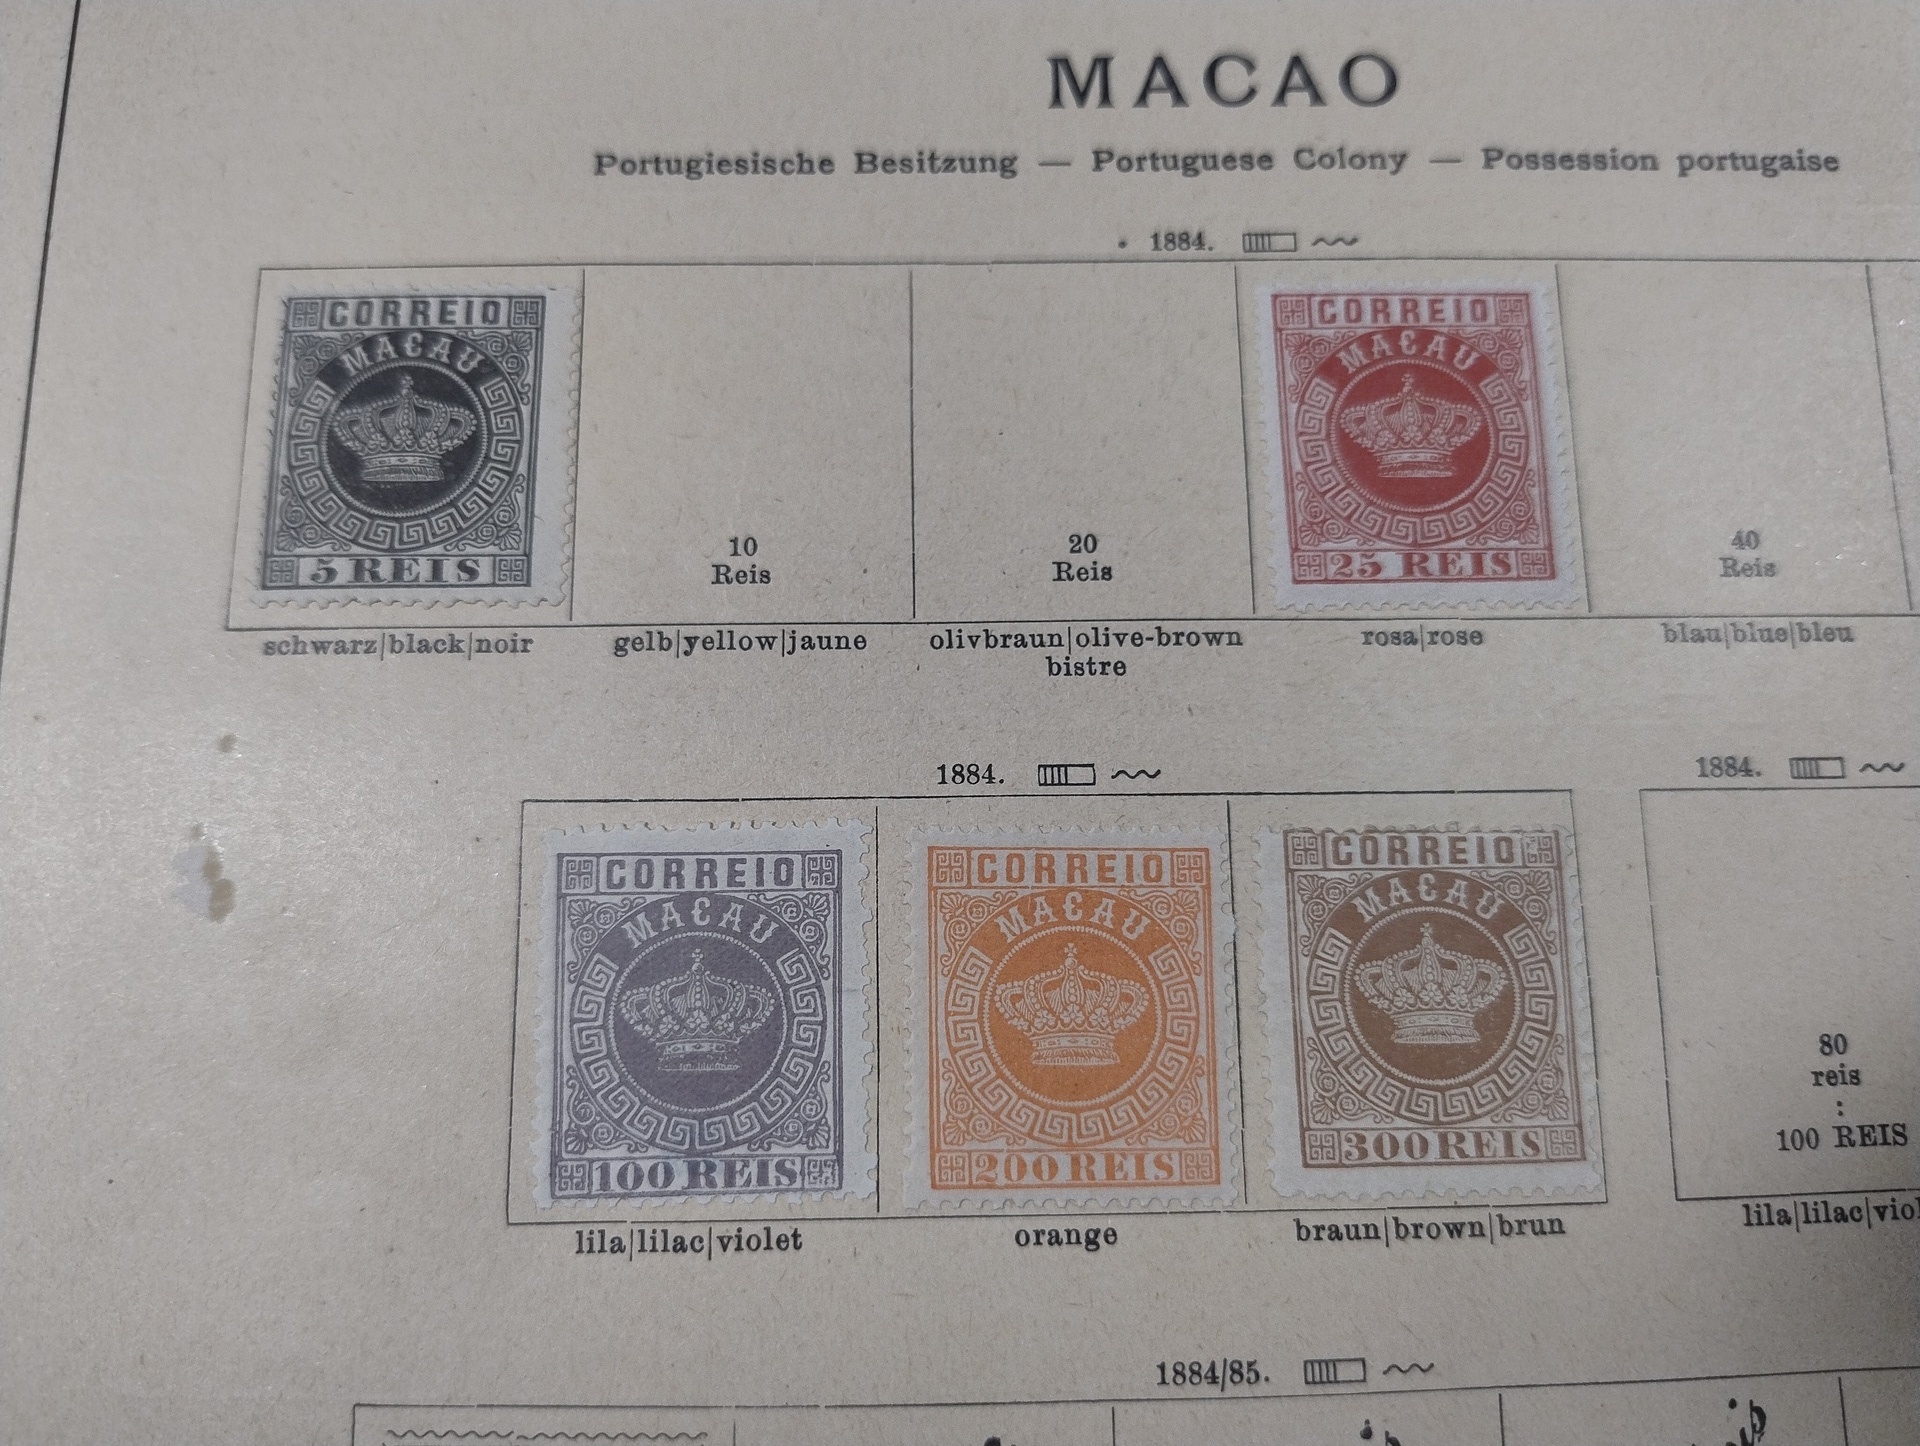 MACAO
Portugiesische Besitzung — Portuguese Colony — Possession portugaise
1884.
CORREIO
MACAU
5 REIS
10
Reis
20
Reis
CORREIO
MACAU
25 REIS
40
Reis
schwarz|black|noir
gelb|yellow|jaune
olivbraun|olive-brown
bistre
rosa|rose
blau|blue|bleu
1884.
CORREIO
MACAU
100 REIS
CORREIO
MACAU
200 REIS
CORREIO
MACAU
300 REIS
lila|lilac|violet
orange
braun|brown|brun
1884.
80
reis
:
100 REIS
lila|lilac|
1884/85.